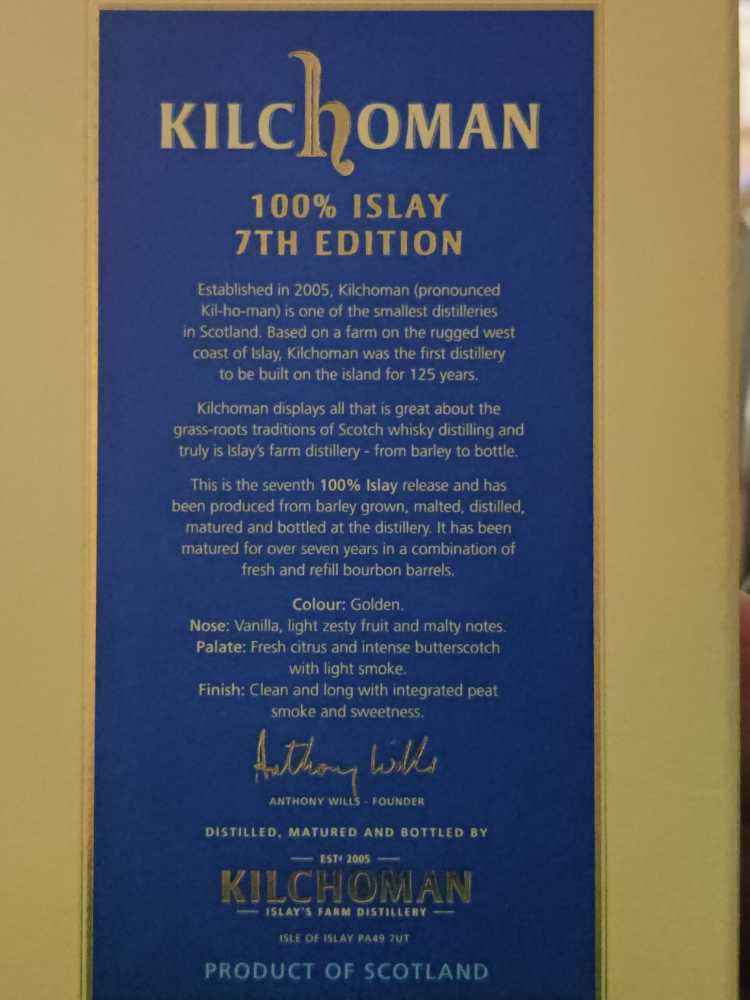 KILCHOMAN
100% ISLAY
7TH EDITION
Established in 2005, Kilchoman (pronounced
Kil-ho-man) is one of the smallest distilleries
in Scotland. Based on a farm on the rugged west
coast of Islay, Kilchoman was the first distillery
to be built on the island for 125 years.
Kilchoman displays all that is great about the
grass-roots traditions of Scotch whisky distilling and
truly is Islay's farm distillery - from barley to bottle.
This is the seventh 100% Islay release and has
been produced from barley grown, malted, distilled,
matured and bottled at the distillery. It has been
matured for over seven years in a combination of
fresh and refill bourbon barrels.
Colour: Golden.
Nose: Vanilla, light zesty fruit and malty notes.
Palate: Fresh citrus and intense butterscotch
with light smoke.
Finish: Clean and long with integrated peat
smoke and sweetness.
Anthony Wills
ANTHONY WILLS - FOUNDER
DISTILLED, MATURED AND BOTTLED BY
ESTD 2005
KILCHOMAN
ISLAY'S FARM DISTILLERY
ISLE OF ISLAY PA49 7UT
PRODUCT OF SCOTLAND